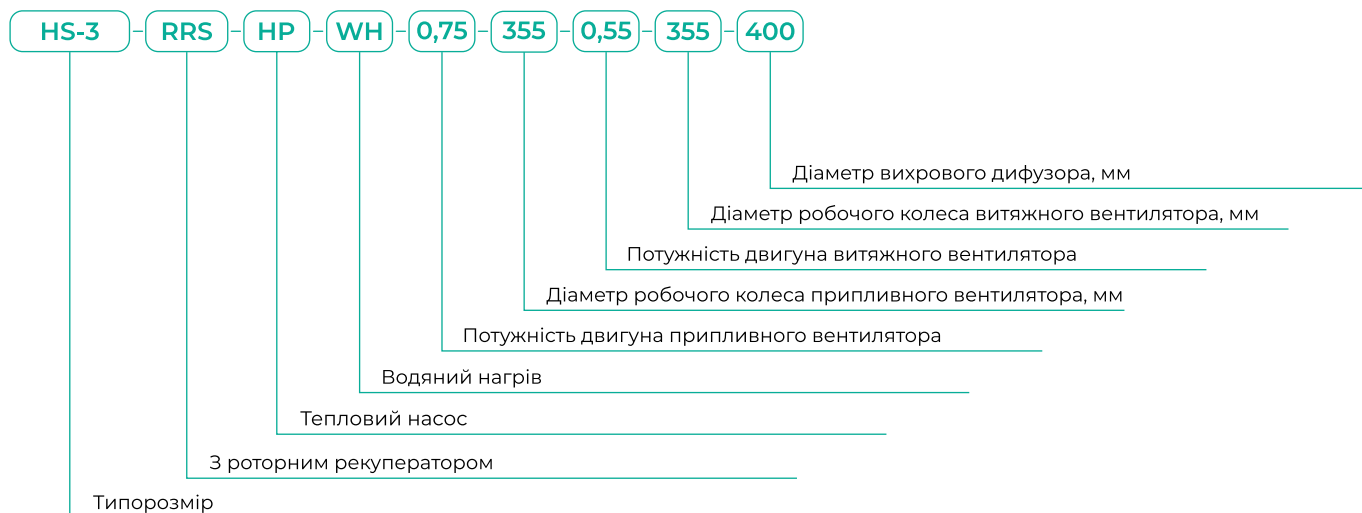 HS-3 – RRS – HP – WH – 0,75 – 355 – 0,55 – 355 – 400
Діаметр вихрового дифузора, мм
Діаметр робочого колеса витяжного вентилятора, мм
Потужність двигуна витяжного вентилятора
Діаметр робочого колеса припливного вентилятора, мм
Потужність двигуна припливного вентилятора
Водяний нагрів
Тепловий насос
З роторним рекуператором
Типорозмір